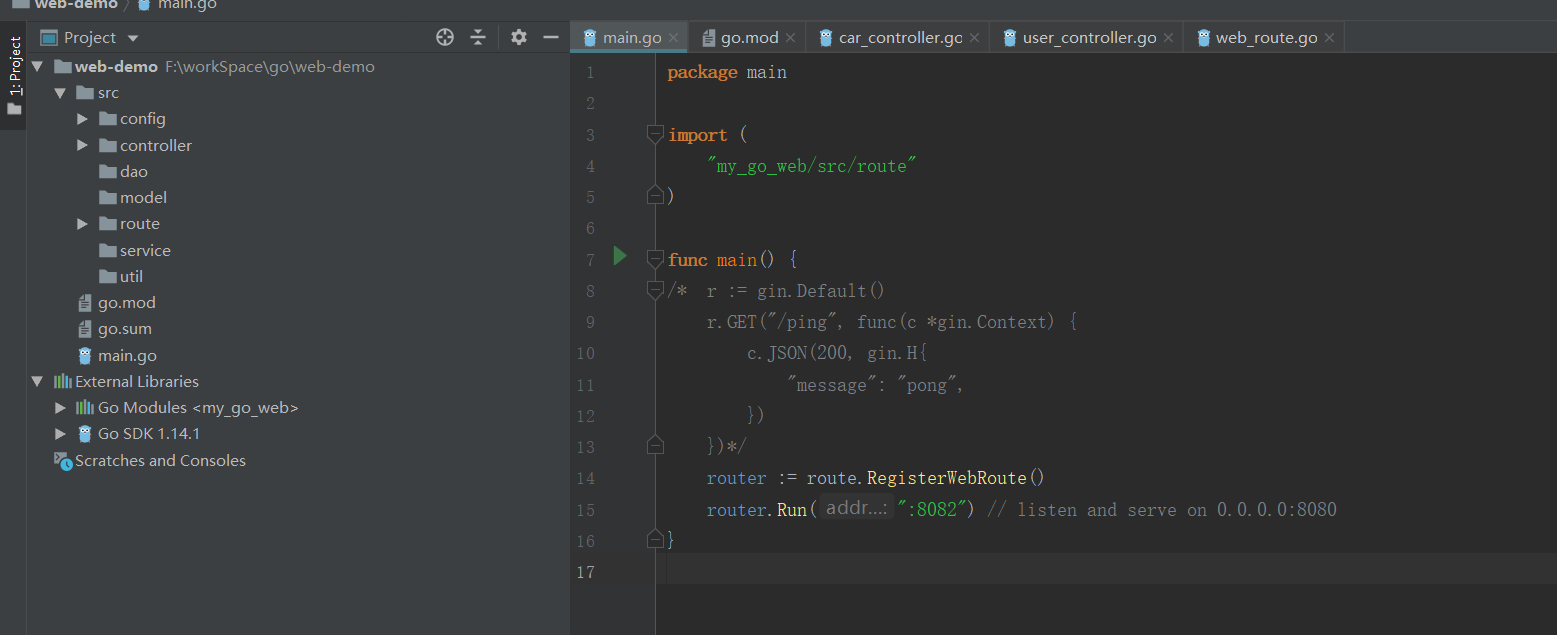 web-demo main.go
1: Project
Project
web-demo F:\workSpace\go\web-demo
src
config
controller
dao
model
route
service
util
go.mod
go.sum
main.go
External Libraries
Go Modules <my_go_web>
Go SDK 1.14.1
Scratches and Consoles
main.go go.mod car_controller.go user_controller.go web_route.go
1 package main
2
3 import (
4 "my_go_web/src/route"
5 )
6
7 func main() {
8 /* r := gin.Default()
9 r.GET("/ping", func(c *gin.Context) {
10 c.JSON(200, gin.H{
11 "message": "pong",
12 })
13 })*/
14 router := route.RegisterWebRoute()
15 router.Run( addr...: ":8082") // listen and serve on 0.0.0.0:8080
16 }
17